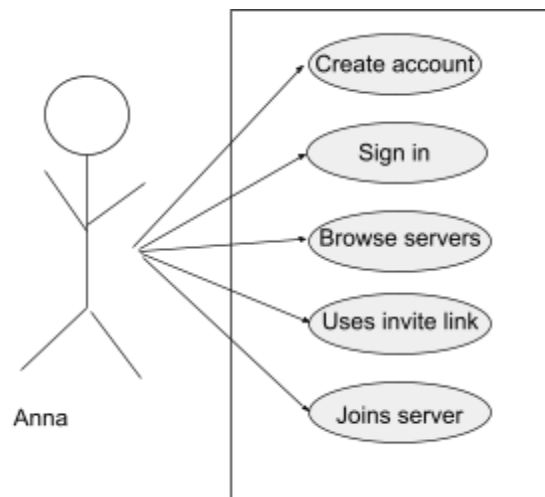 Create account
Sign in
Browse servers
Uses invite link
Joins server
Anna